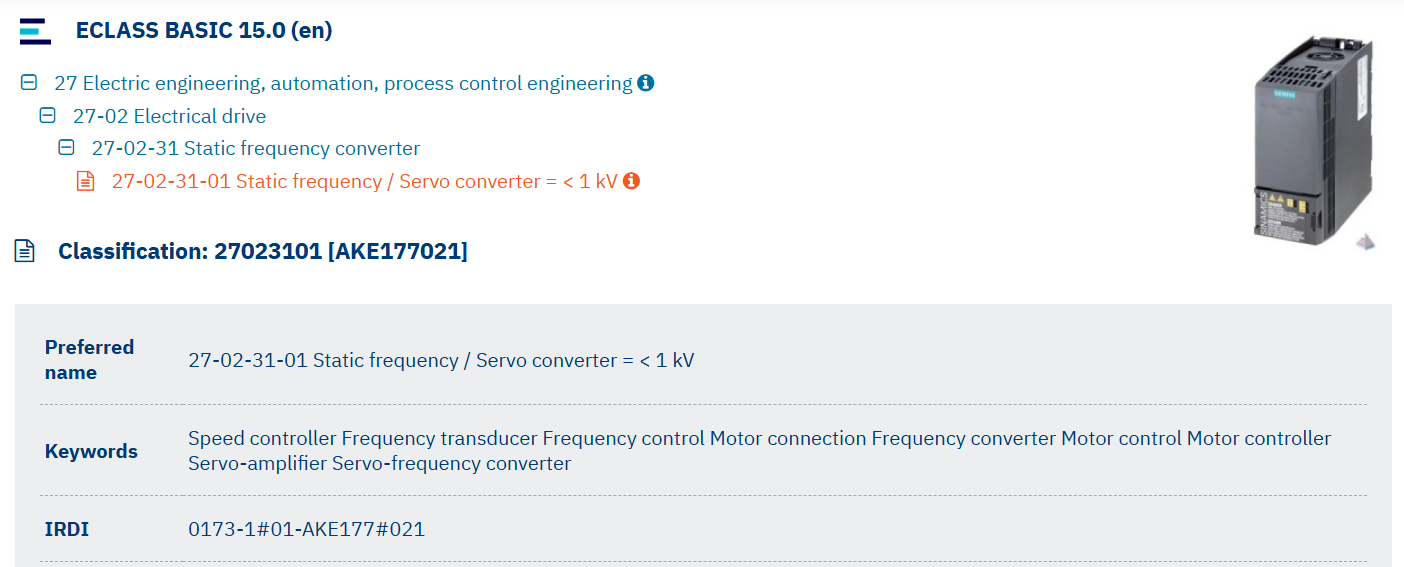 ECLASS BASIC 15.0 (en)
27 Electric engineering, automation, process control engineering
27-02 Electrical drive
27-02-31 Static frequency converter
27-02-31-01 Static frequency / Servo converter = < 1 kV
SIEMENS
SINAMICS
Classification: 27023101 [AKE177021]
Preferred
name
27-02-31-01 Static frequency / Servo converter = < 1 kV
Keywords
Speed controller Frequency transducer Frequency control Motor connection Frequency converter Motor control Motor controller
Servo-amplifier Servo-frequency converter
IRDI
0173-1#01-AKE177#021